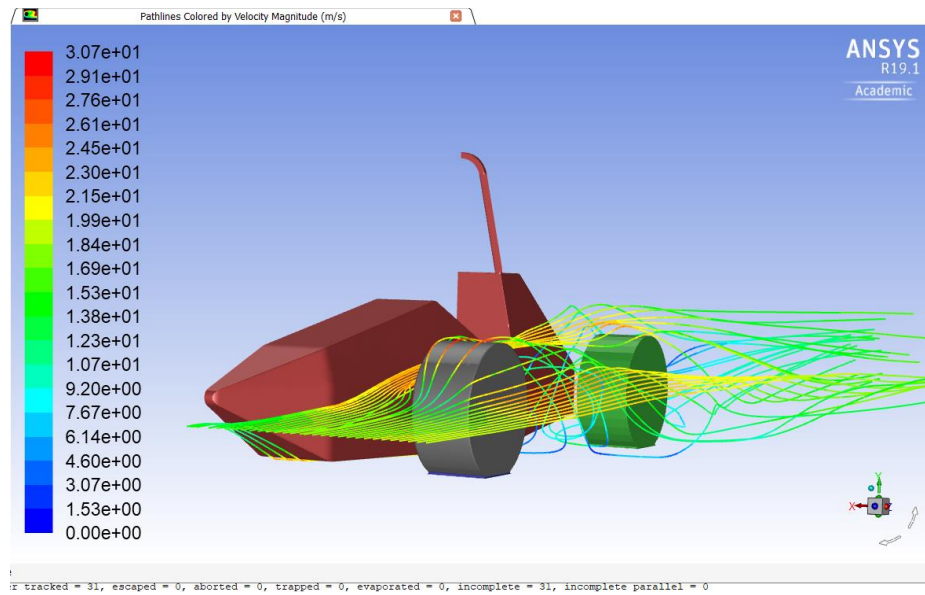 Pathlines Colored by Velocity Magnitude (m/s)
ANSYS
R19.1
Academic
3.07e+01
2.91e+01
2.76e+01
2.61e+01
2.45e+01
2.30e+01
2.15e+01
1.99e+01
1.84e+01
1.69e+01
1.53e+01
1.38e+01
1.23e+01
1.07e+01
9.20e+00
7.67e+00
6.14e+00
4.60e+00
3.07e+00
1.53e+00
0.00e+00
Y
X
tracked = 31, escaped = 0, aborted = 0, trapped = 0, evaporated = 0, incomplete = 31, incomplete parallel = 0